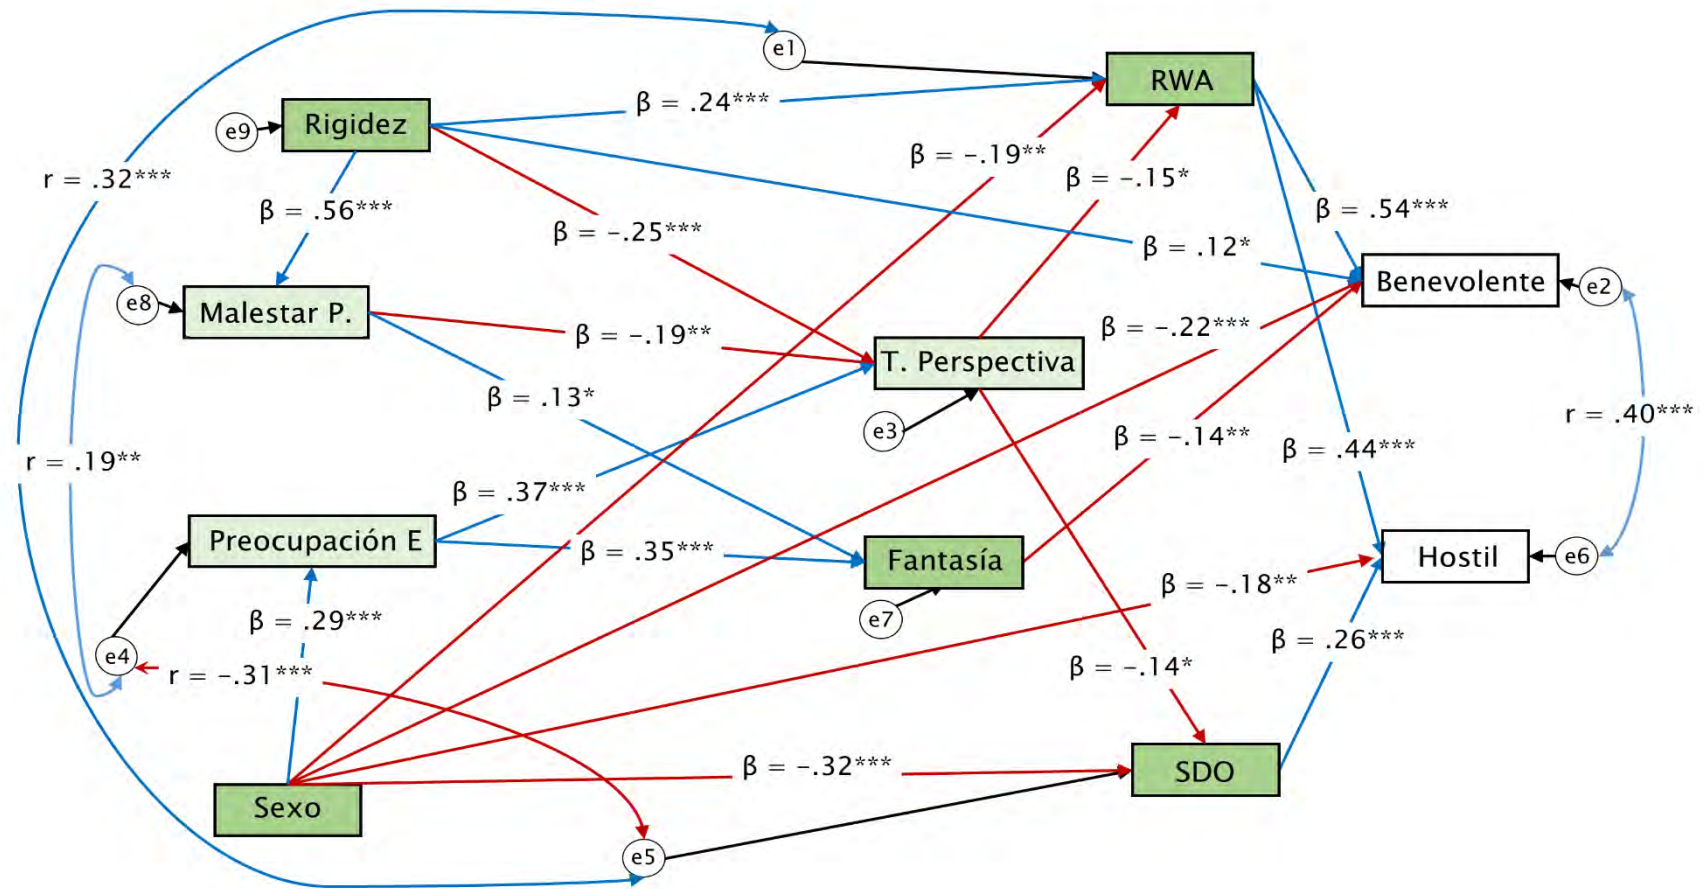 e1
RWA
β = .24***
Rigidez
e9
β = -.19**
r = .32***
β = -.15*
β = .56***
β = .54***
β = -.25***
β = .12*
Benevolente
e2
e8
Malestar P.
β = -.19**
β = -.22***
T. Perspectiva
β = .13*
r = .40***
e3
β = -.14**
β = .44***
r = .19**
β = .37***
Preocupación E
β = .35***
Fantasía
Hostil
e6
β = -.18**
β = .29***
e7
β = .26***
e4
r = -.31***
β = -.14*
β = -.32***
SDO
Sexo
e5